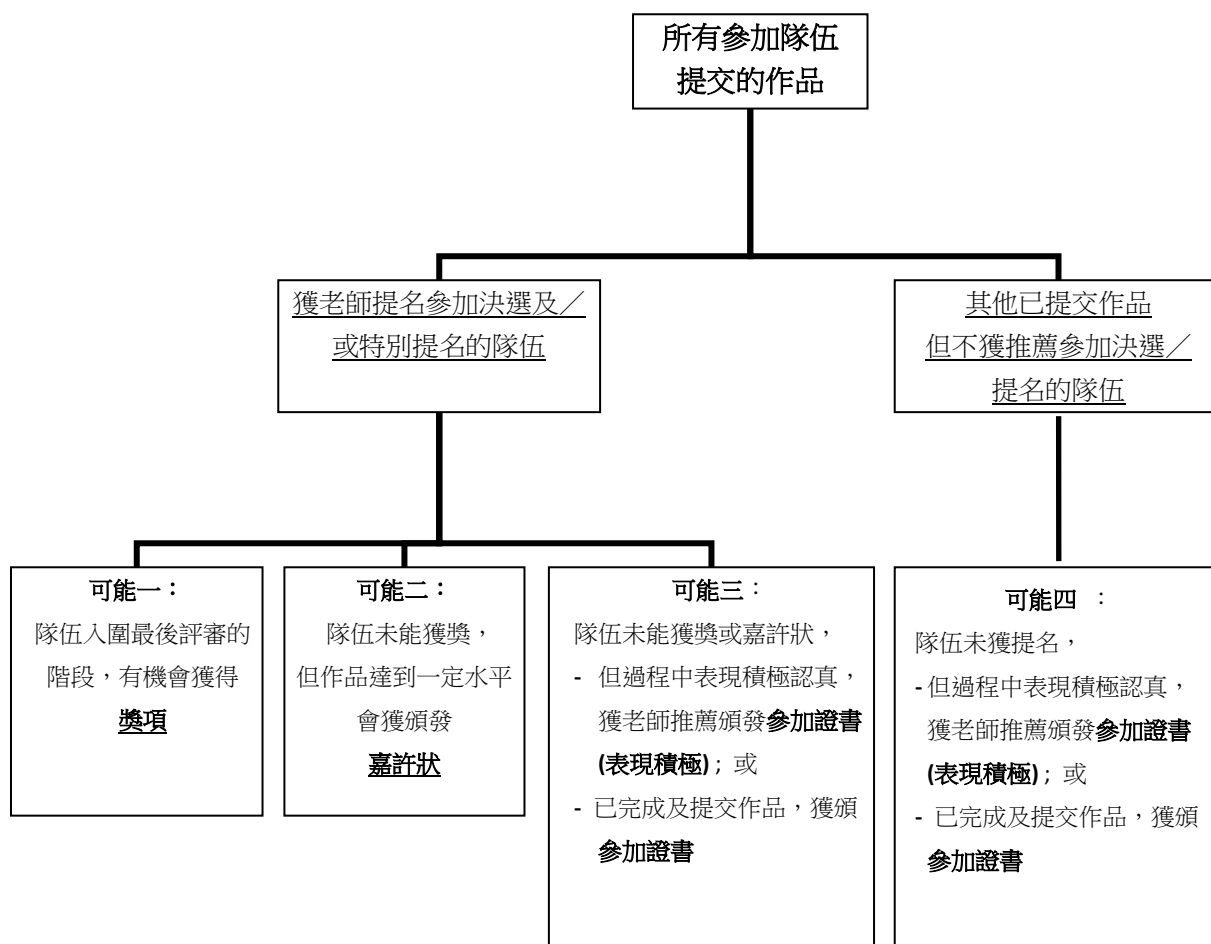 所有參加隊伍
提交的作品
獲老師提名參加決選及／
或特別提名的隊伍
其他已提交作品
但不獲推薦參加決選／
提名的隊伍
可能一：
隊伍入圍最後評審的
階段，有機會獲得
獎項
可能二：
隊伍未能獲獎，
但作品達到一定水平
會獲頒發
嘉許狀
可能三：
隊伍未能獲獎或嘉許狀，
- 但過程中表現積極認真，
獲老師推薦頒發參加證書
(表現積極)；或
- 已完成及提交作品，獲頒
參加證書
可能四 ：
隊伍未獲提名，
- 但過程中表現積極認真，
獲老師推薦頒發參加證書
(表現積極)；或
- 已完成及提交作品，獲頒
參加證書